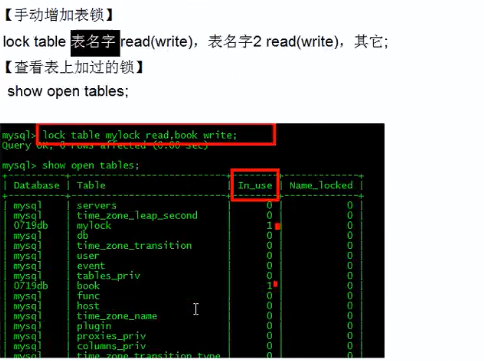 【手动增加表锁】
lock table 表名字 read(write)，表名字2 read(write)，其它;
【查看表上加过的锁】
show open tables;
mysql> lock table mylock read,book write;
Query OK, 0 rows affected (0.00 sec)
mysql> show open tables;
| Database | Table | In_use | Name_locked |
| mysql | servers | 0 | 0 |
| mysql | time_zone_leap_second | 0 | 0 |
| 0719db | mylock | 1 | 0 |
| mysql | db | 0 | 0 |
| mysql | time_zone_transition | 0 | 0 |
| mysql | user | 0 | 0 |
| mysql | event | 0 | 0 |
| mysql | tables_priv | 0 | 0 |
| 0719db | book | 1 | 0 |
| mysql | func | 0 | 0 |
| mysql | host | 0 | 0 |
| mysql | time_zone_name | 0 | 0 |
| mysql | plugin | 0 | 0 |
| mysql | proxies_priv | 0 | 0 |
| mysql | columns_priv | 0 | 0 |
| mysql | time_zone_transition_type | 0 | 0 |